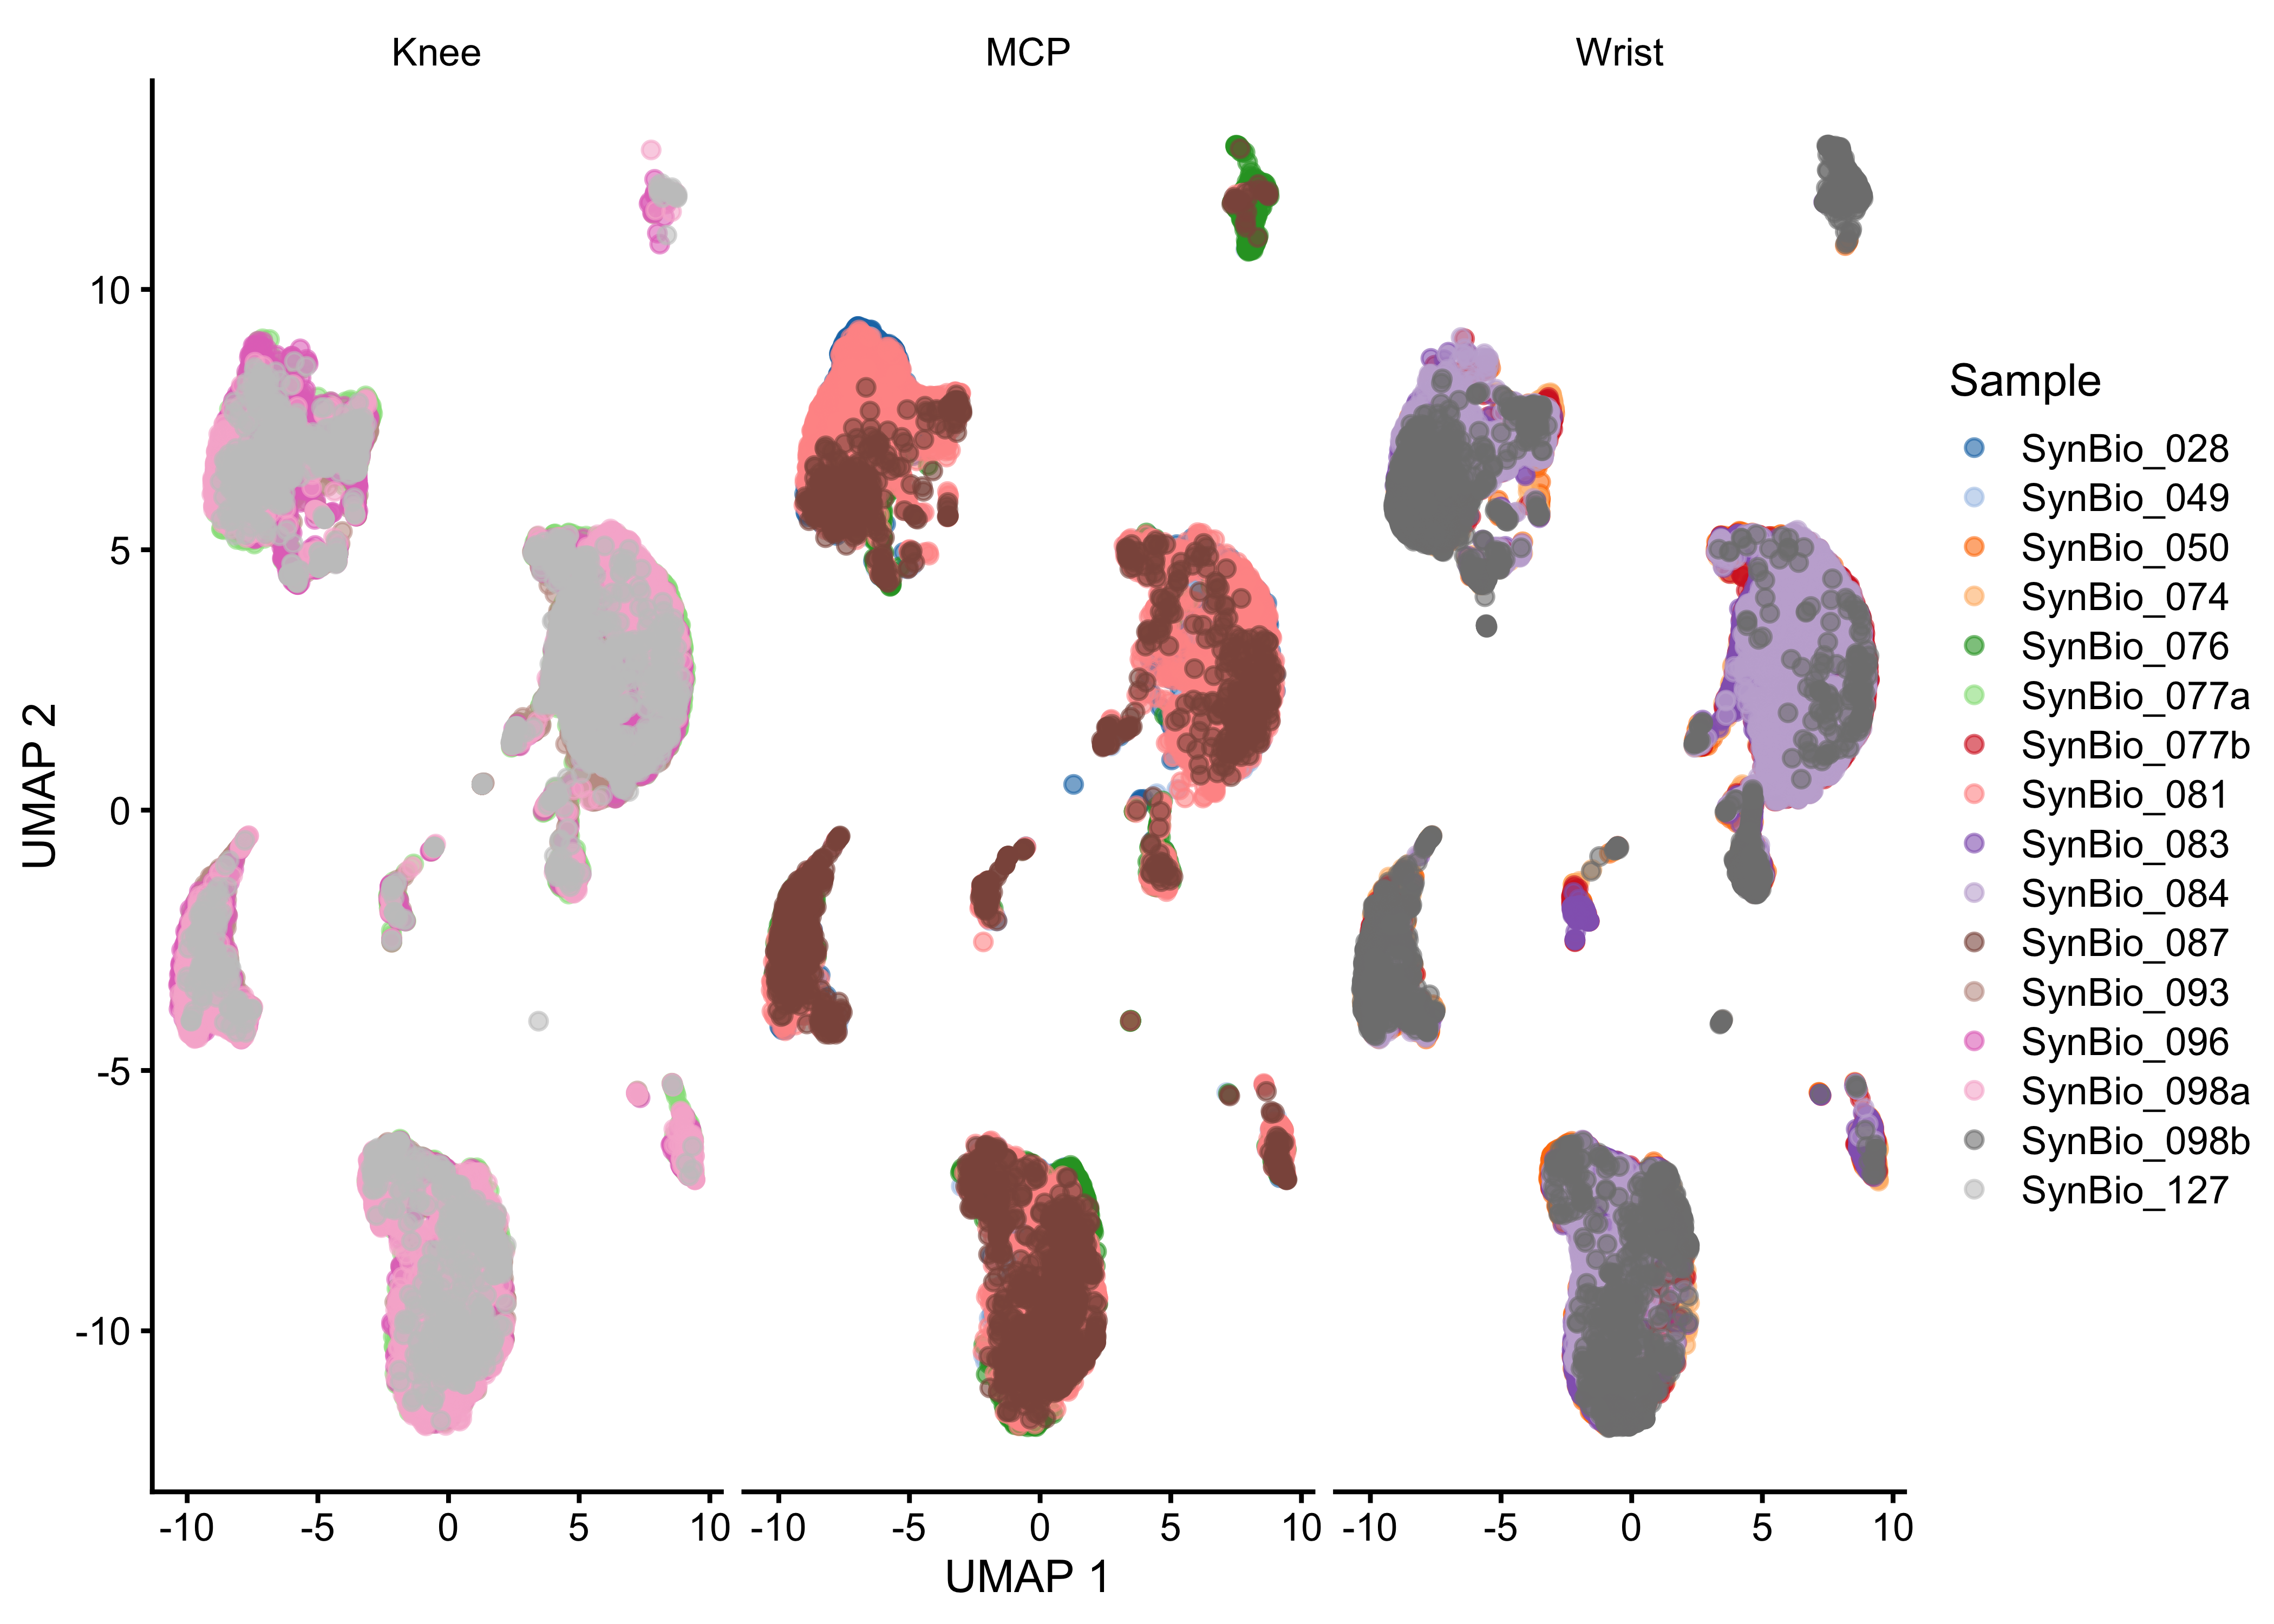 Knee MCP Wrist
UMAP 2
10
5
0
-5
-10
-10 -5 0 5 10 -10 -5 0 5 10 -10 -5 0 5 10
UMAP 1
Sample
SynBio_028
SynBio_049
SynBio_050
SynBio_074
SynBio_076
SynBio_077a
SynBio_077b
SynBio_081
SynBio_083
SynBio_084
SynBio_087
SynBio_093
SynBio_096
SynBio_098a
SynBio_098b
SynBio_127